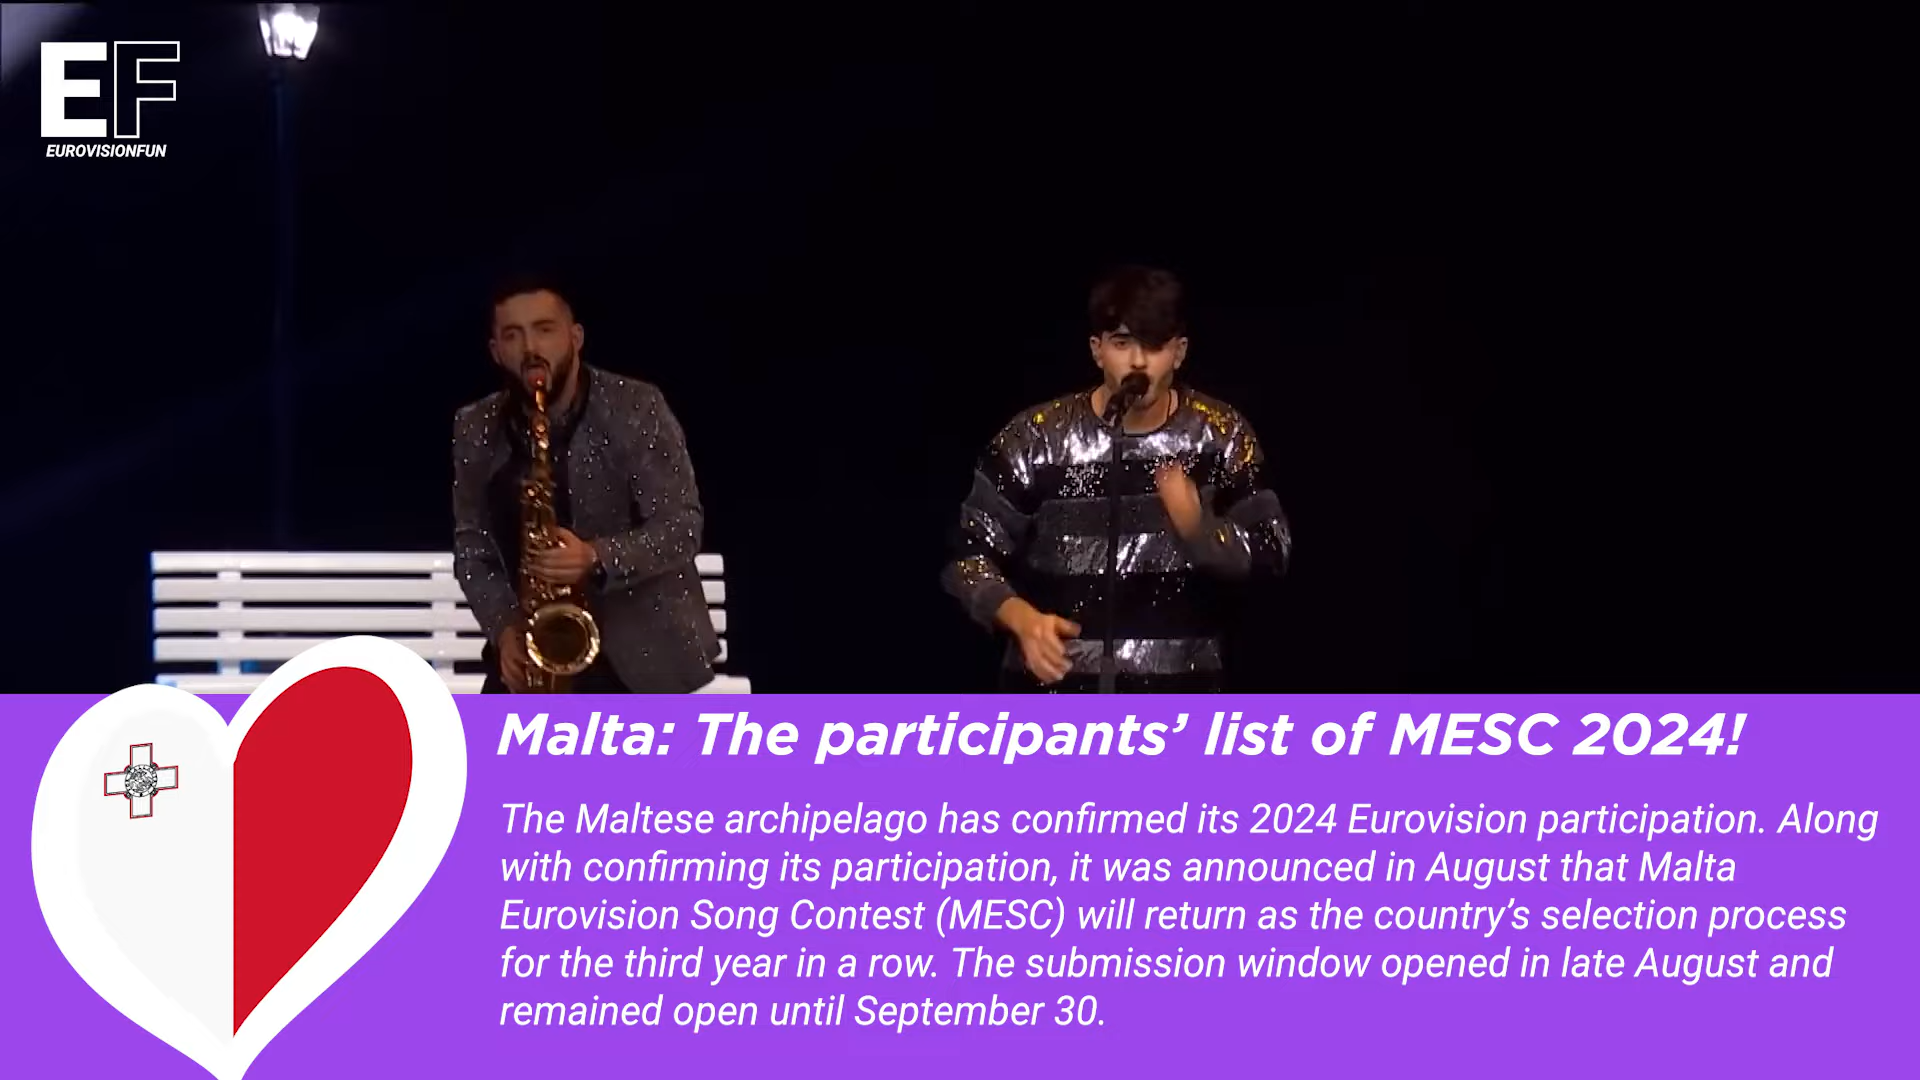 EF
EUROVISIONFUN
Malta: The participants’ list of MESC 2024!
The Maltese archipelago has confirmed its 2024 Eurovision participation. Along
with confirming its participation, it was announced in August that Malta
Eurovision Song Contest (MESC) will return as the country’s selection process
for the third year in a row. The submission window opened in late August and
remained open until September 30.